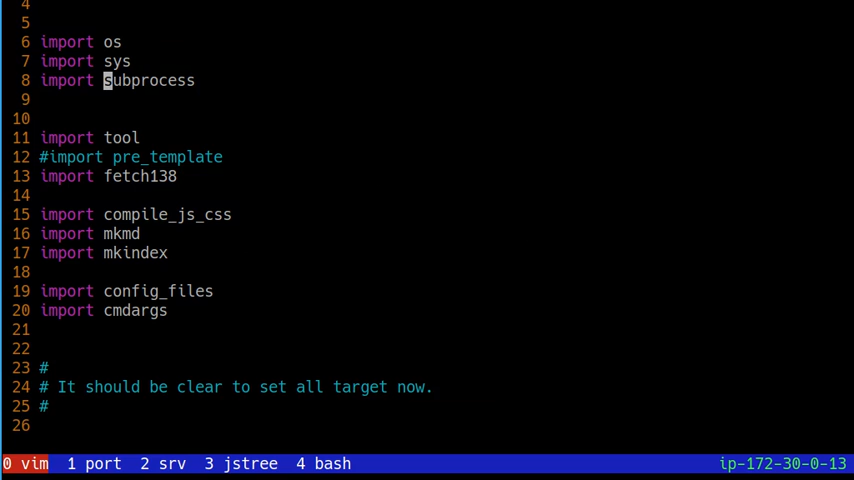 4
5
6 import os
7 import sys
8 import subprocess
9
10
11 import tool
12 #import pre_template
13 import fetch138
14
15 import compile_js_css
16 import mkmd
17 import mkindex
18
19 import config_files
20 import cmdargs
21
22
23 #
24 # It should be clear to set all target now.
25 #
26
0 vim 1 port 2 srv 3 jstree 4 bash ip-172-30-0-13